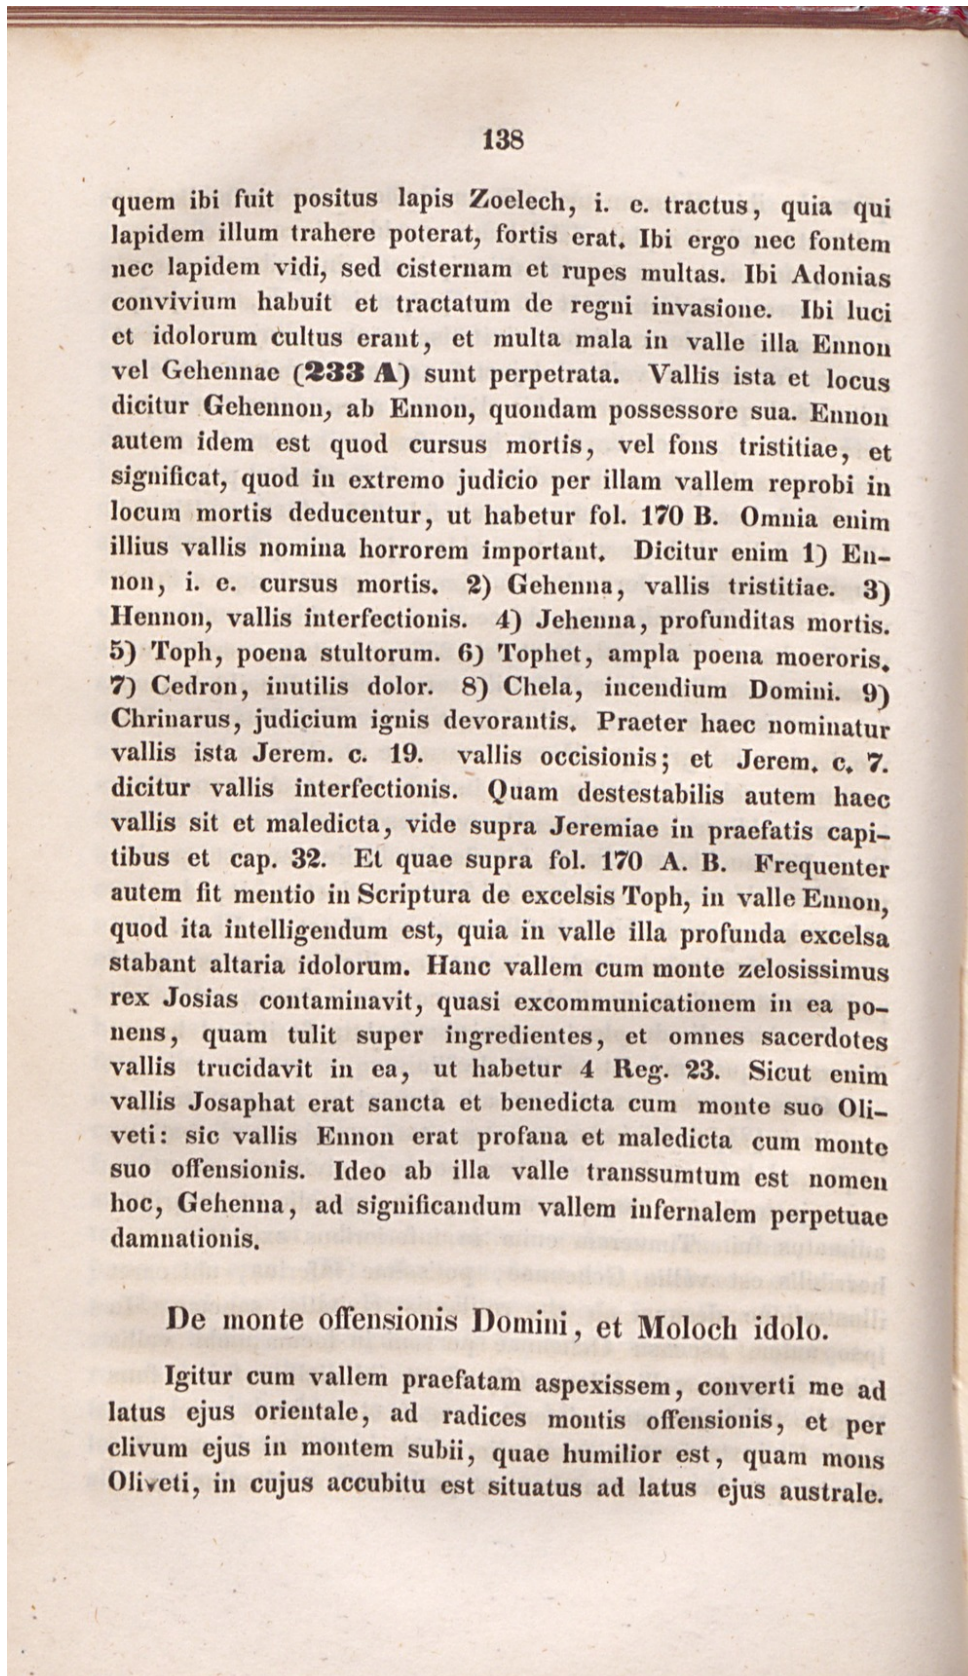 138
quem ibi fuit positus lapis Zoelech, i. e. tractus, quia qui
lapidem illum trahere poterat, fortis erat. Ibi ergo nec fontem
nec lapidem vidi, sed cisternam et rupes multas. Ibi Adonias
convivium habuit et tractatum de regni invasione. Ibi luci
et idolorum cultus erant, et multa mala in valle illa Ennon
vel Gehennae (233 A) sunt perpetrata. Vallis ista et locus
dicitur Gehennon, ab Ennon, quondam possessore sua. Ennon
autem idem est quod cursus mortis, vel fons tristitiae, et
significat, quod in extremo judicio per illam vallem reprobi in
locum mortis deducentur, ut habetur fol. 170 B. Omnia enim
illius vallis nomina horrorem important. Dicitur enim 1) En-
non, i. e. cursus mortis. 2) Gehenna, vallis tristitiae. 3)
Hennon, vallis interfectionis. 4) Jehenna, profunditas mortis.
5) Toph, poena stultorum. 6) Tophet, ampla poena moeroris.
7) Cedron, inutilis dolor. 8) Chela, incendium Domini. 9)
Chrinarus, judicium ignis devorantis. Praeter haec nominatur
vallis ista Jerem. c. 19. vallis occisionis; et Jerem. c. 7.
dicitur vallis interfectionis. Quam destestabilis autem haec
vallis sit et maledicta, vide supra Jeremiae in praefatis capi-
tibus et cap. 32. Et quae supra fol. 170 A. B. Frequenter
autem fit mentio in Scriptura de excelsis Toph, in valle Ennon,
quod ita intelligendum est, quia in valle illa profunda excelsa
stabant altaria idolorum. Hanc vallem cum monte zelosissimus
rex Josias contaminavit, quasi excommunicationem in ea po-
nens, quam tulit super ingredientes, et omnes sacerdotes
vallis trucidavit in ea, ut habetur 4 Reg. 23. Sicut enim
vallis Josaphat erat sancta et benedicta cum monte suo Oli-
veti: sic vallis Ennon erat profana et maledicta cum monte
suo offensionis. Ideo ab illa valle transsumtum est nomen
hoc, Gehenna, ad significandum vallem infernalem perpetuae
damnationis.
De monte offensionis Domini, et Moloch idolo.
Igitur cum vallem praefatam aspexissem, converti me ad
latus ejus orientale, ad radices montis offensionis, et per
clivum ejus in montem subii, quae humilior est, quam mons
Oliveti, in cujus accubitu est situatus ad latus ejus australe.